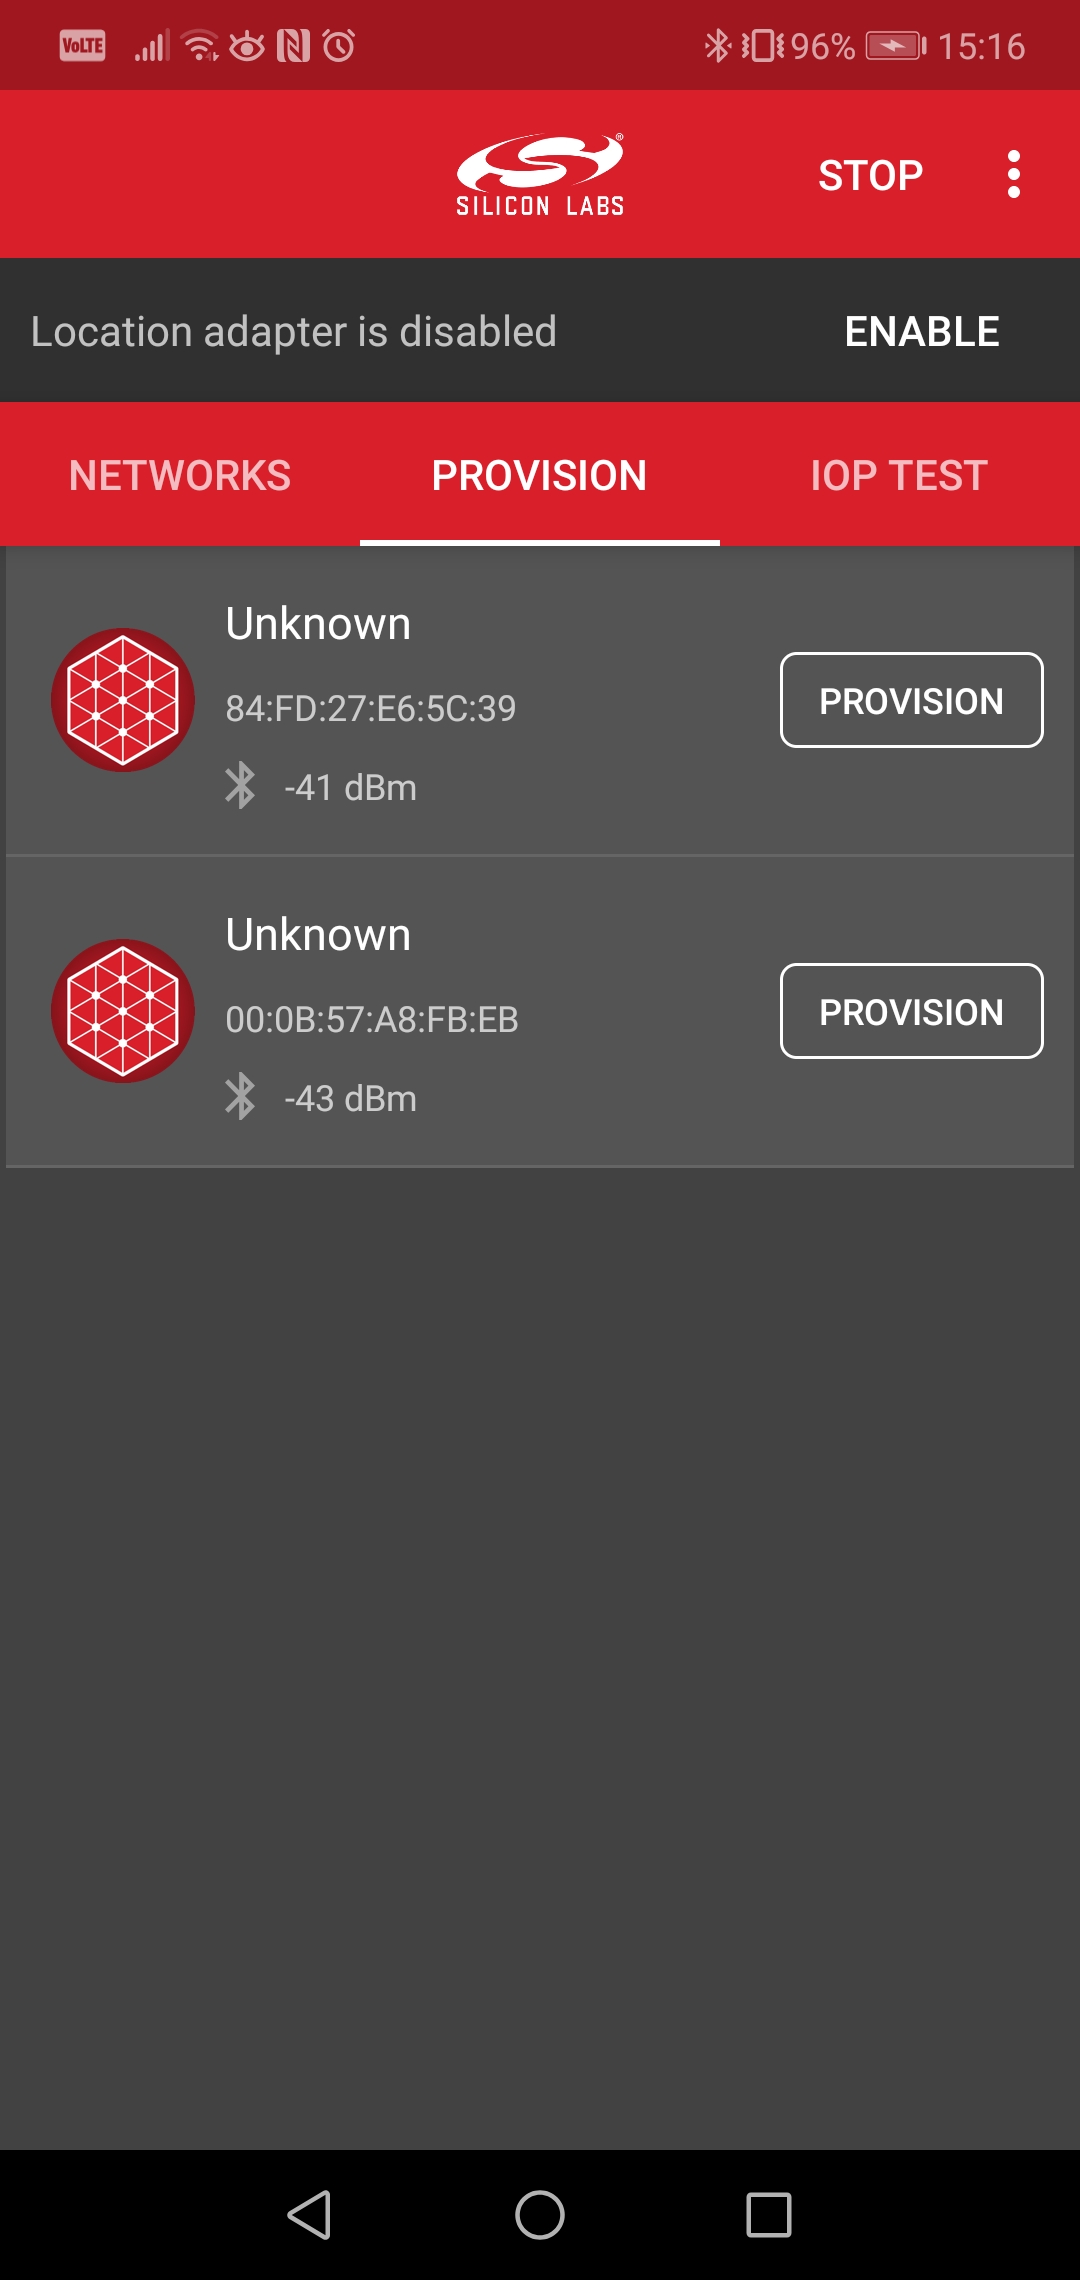 VoLTE 96% 15:16
SILICON LABS ® STOP
Location adapter is disabled ENABLE
NETWORKS PROVISION IOP TEST
Unknown
84:FD:27:E6:5C:39 PROVISION
-41 dBm
Unknown
00:0B:57:A8:FB:EB PROVISION
-43 dBm